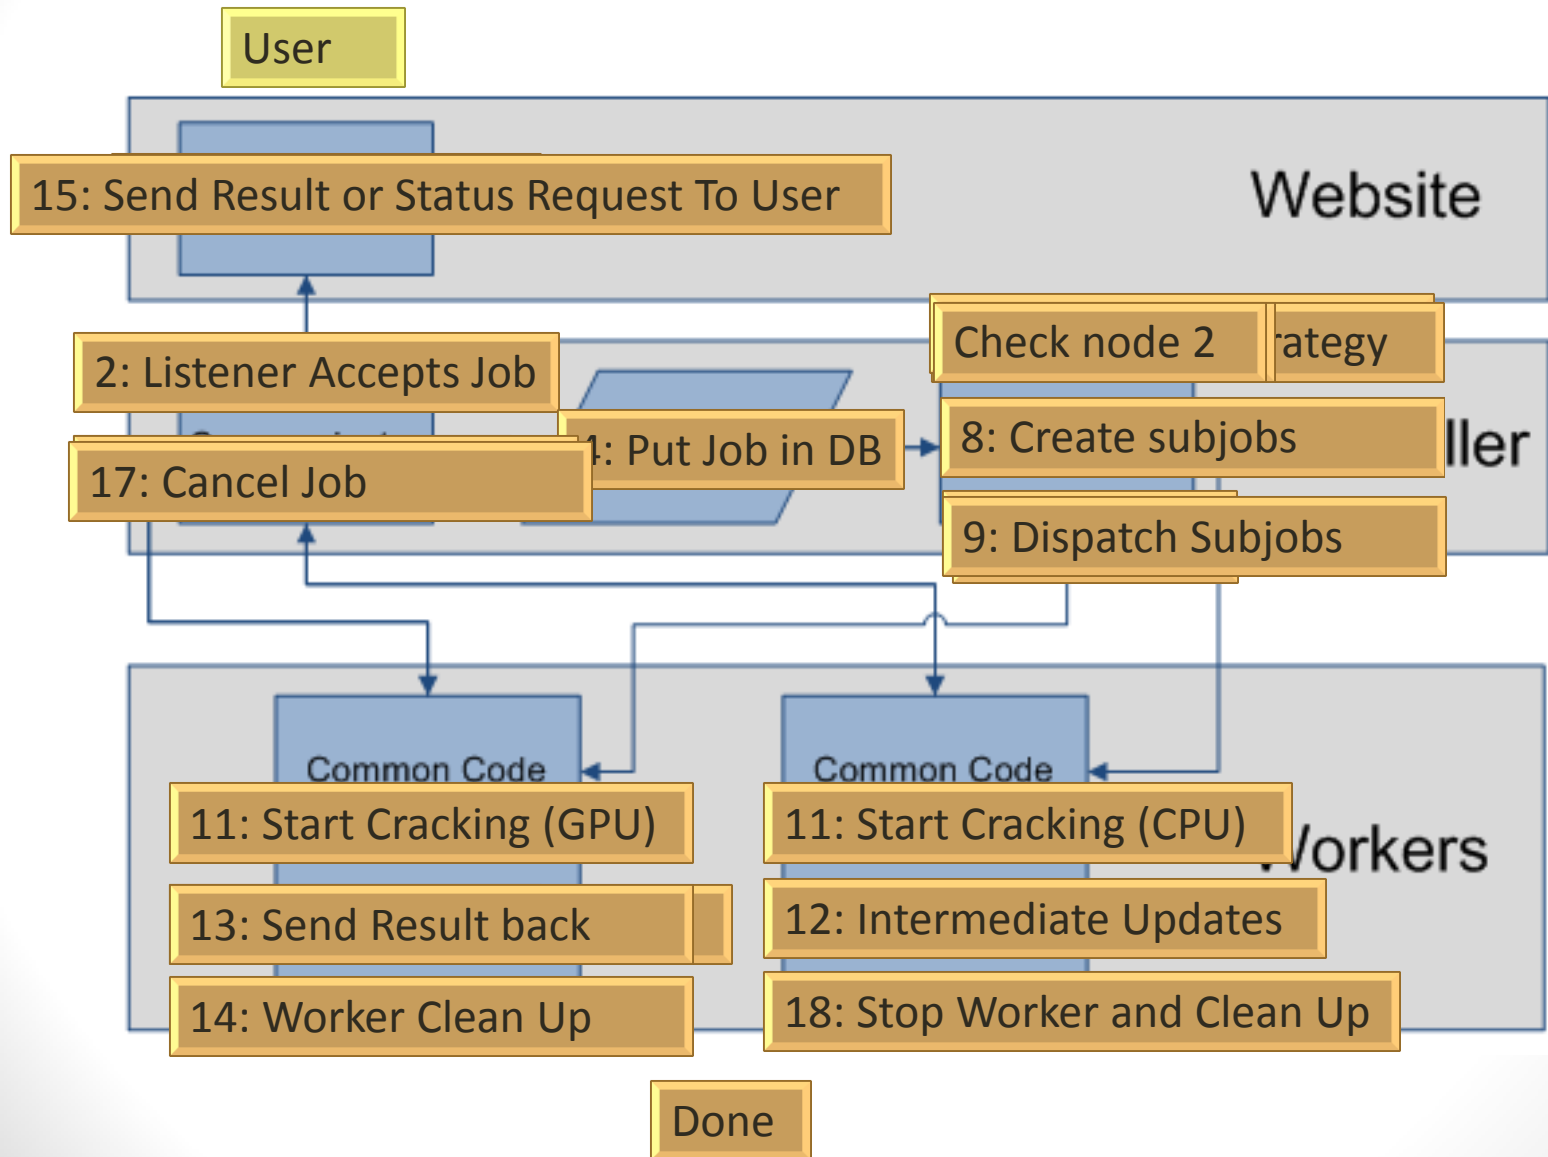 User
15: Send Result or Status Request To User
Website
2: Listener Accepts Job
Check node 2
rategy
4: Put Job in DB
8: Create subjobs
ller
17: Cancel Job
9: Dispatch Subjobs
Common Code
Common Code
11: Start Cracking (GPU)
11: Start Cracking (CPU)
Workers
13: Send Result back
12: Intermediate Updates
14: Worker Clean Up
18: Stop Worker and Clean Up
Done